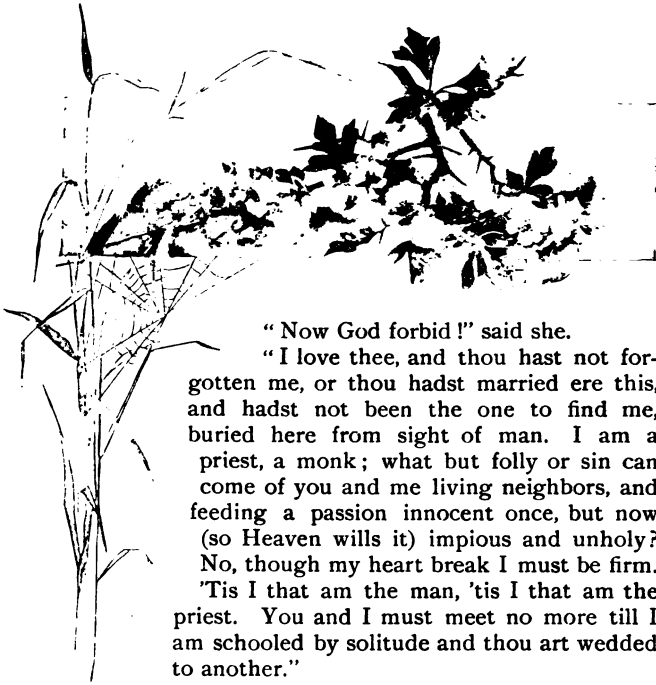 “ Now God forbid !” said she.
“ I love thee, and thou hast not for-
gotten me, or thou hadst married ere this,
and hadst not been the one to find me,
buried here from sight of man. I am a
priest, a monk ; what but folly or sin can
come of you and me living neighbors, and
feeding a passion innocent once, but now
(so Heaven wills it) impious and unholy?
No, though my heart break I must be firm.
’Tis I that am the man, ’tis I that am the
priest. You and I must meet no more till I
am schooled by solitude and thou art wedded
to another.”